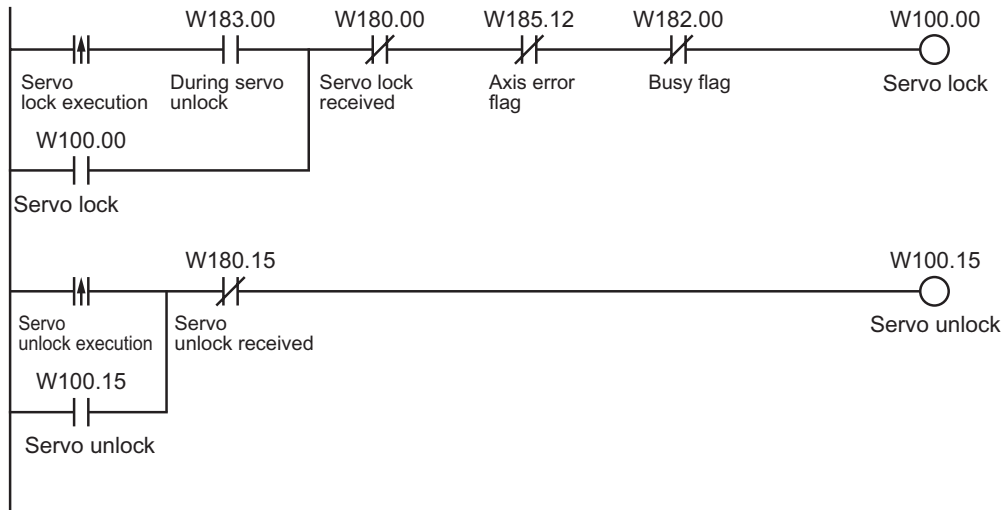 W183.00 W180.00 W185.12 W182.00 W100.00
Servo During servo Servo lock Axis error Busy flag Servo lock
lock execution unlock received flag
W100.00
Servo lock
W180.15 W100.15
Servo Servo Servo unlock
unlock execution unlock received
W100.15
Servo unlock